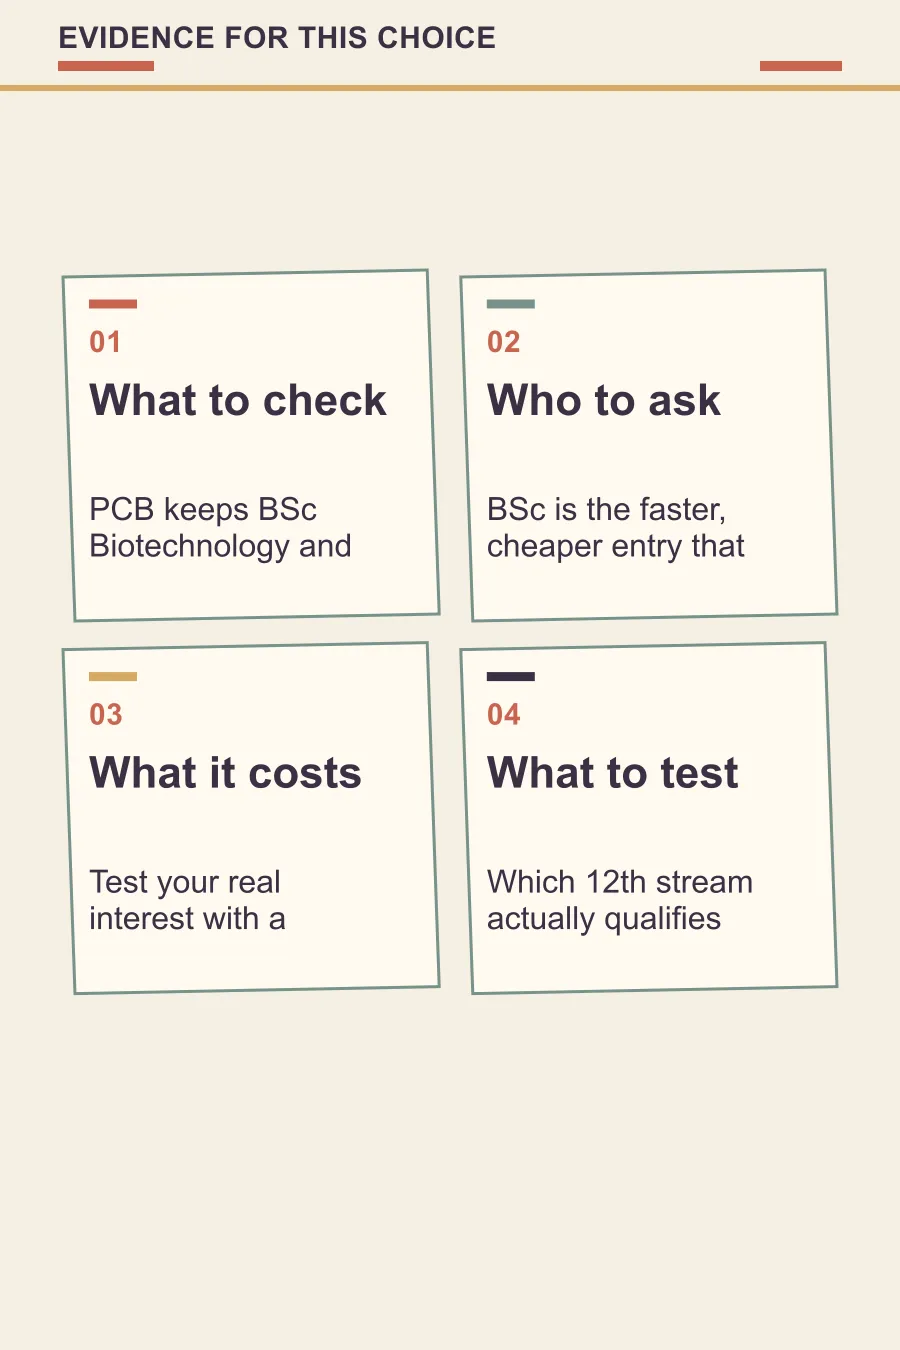 EVIDENCE FOR THIS CHOICE
01
What to check
PCB keeps BSc
Biotechnology and
02
Who to ask
BSc is the faster,
cheaper entry that
03
What it costs
Test your real
interest with a
04
What to test
Which 12th stream
actually qualifies